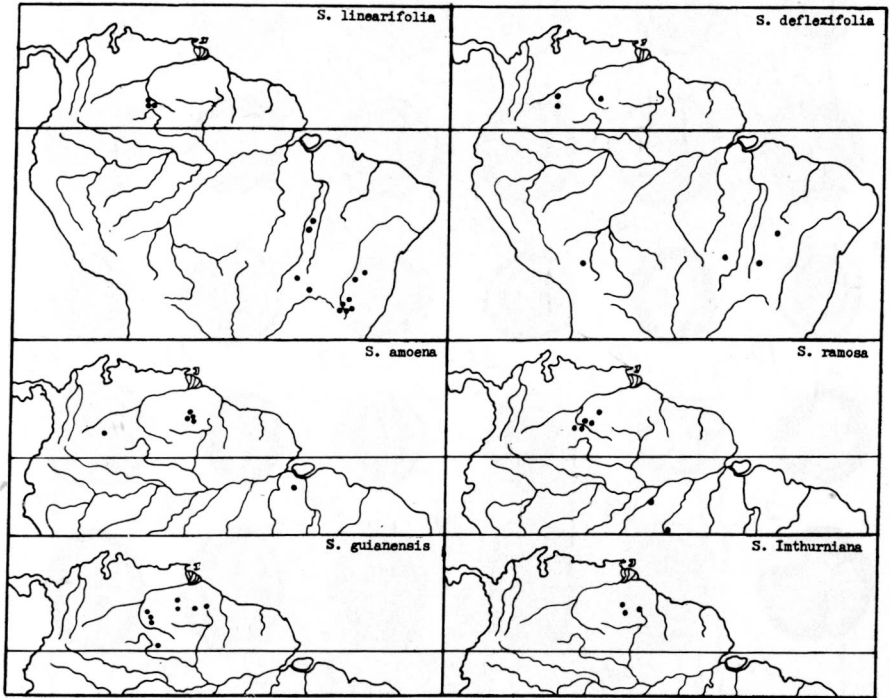 S. linearifolia
S. deflexifolia
S. amoena
S. ramosa
S. guianensis
S. Imthurniana